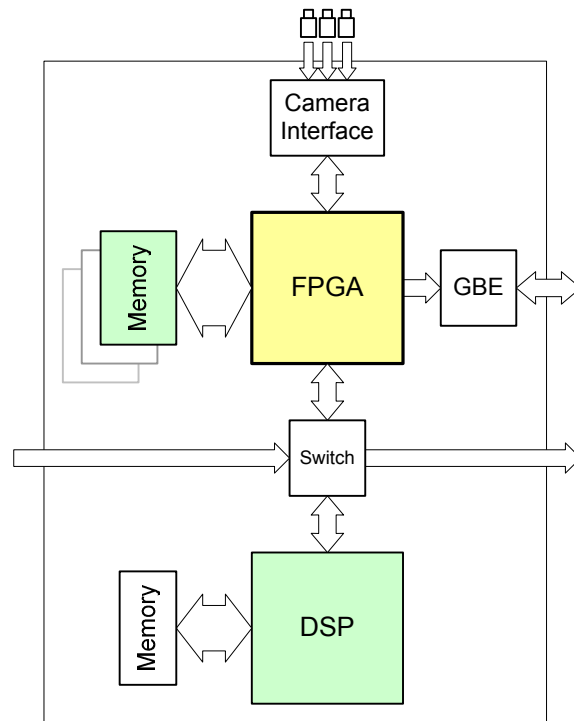 Camera
Interface
Memory
FPGA
GBE
Switch
Memory
DSP